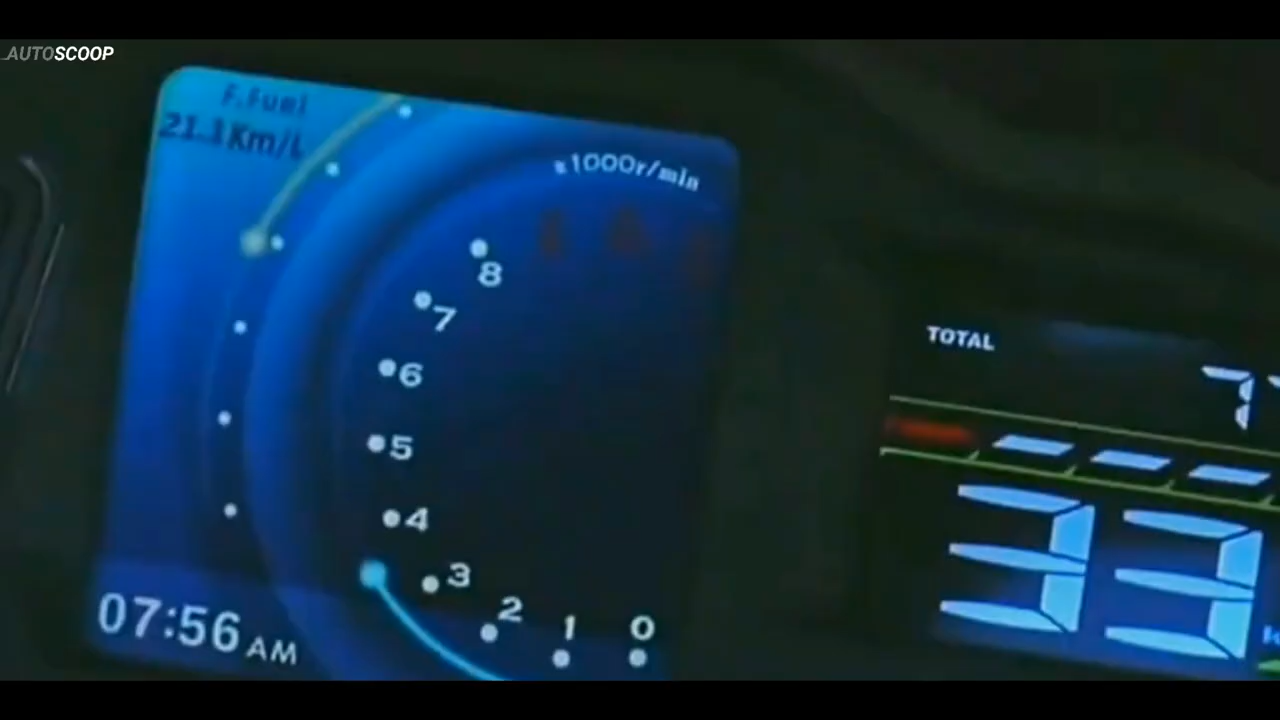 AUTOSCOOP
F.Fuel
21.1Km/L
x1000r/min
8
7
6
5
4
3
2
1
0
07:56 AM
TOTAL
7
33